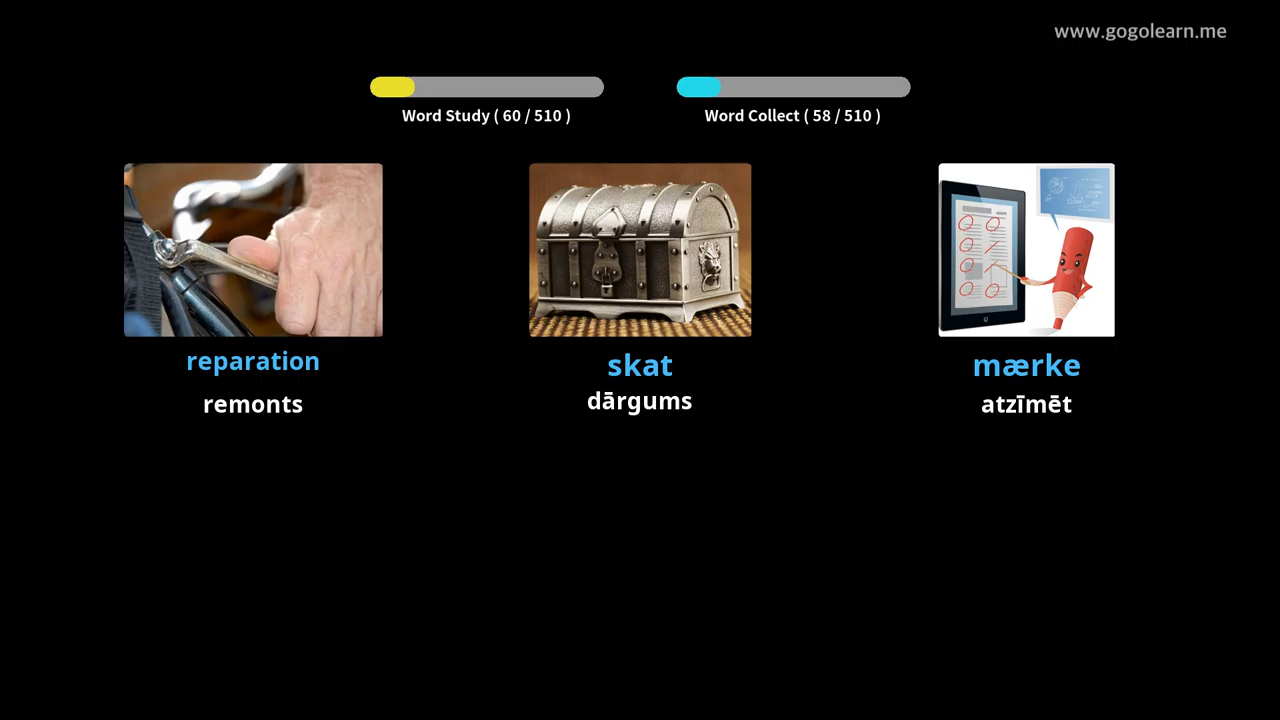 www.gogolearn.me
Word Study ( 60 / 510 )
Word Collect ( 58 / 510 )
reparation
remonts
skat
dārgums
mærke
atzīmēt